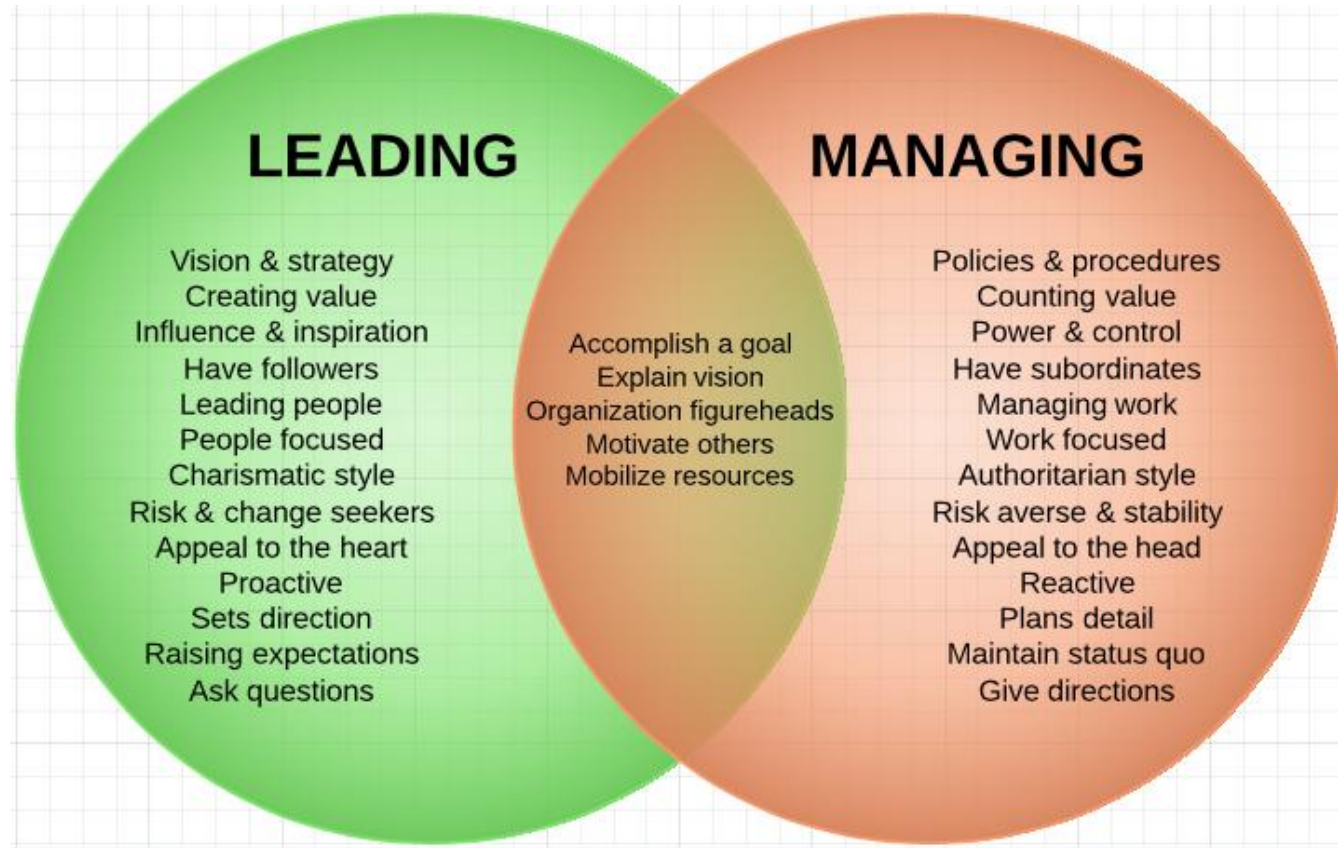 LEADING
Vision & strategy
Creating value
Influence & inspiration
Have followers
Leading people
People focused
Charismatic style
Risk & change seekers
Appeal to the heart
Proactive
Sets direction
Raising expectations
Ask questions
Accomplish a goal
Explain vision
Organization figureheads
Motivate others
Mobilize resources
MANAGING
Policies & procedures
Counting value
Power & control
Have subordinates
Managing work
Work focused
Authoritarian style
Risk averse & stability
Appeal to the head
Reactive
Plans detail
Maintain status quo
Give directions